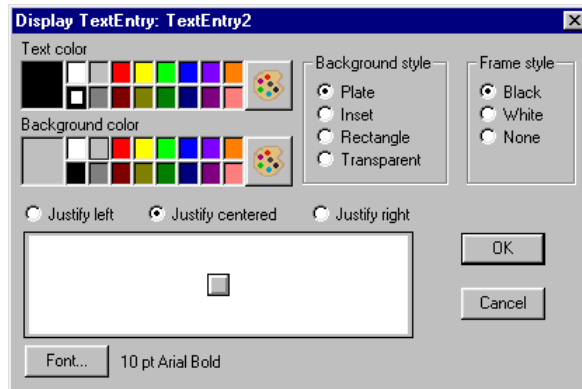 Display TextEntry: TextEntry2
Text color
Background color
Background style
Plate
Inset
Rectangle
Transparent
Frame style
Black
White
None
Justify left
Justify centered
Justify right
OK
Cancel
Font...
10 pt Arial Bold